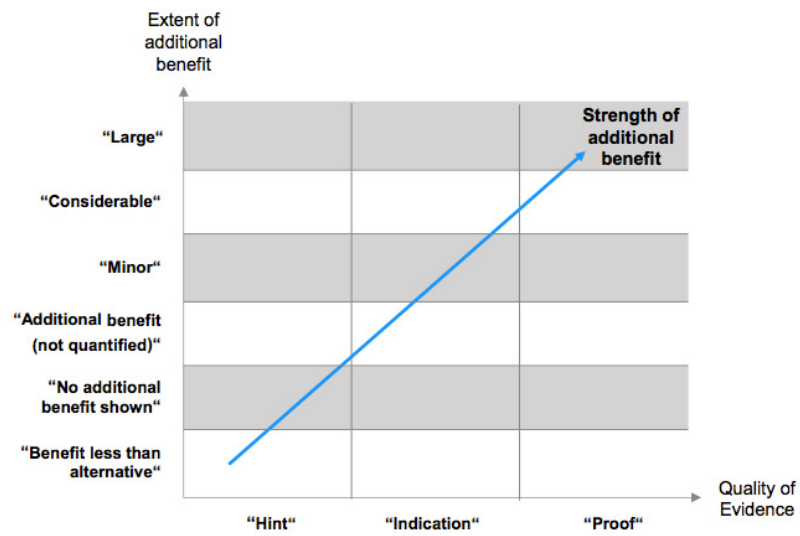 Extent of
additional
benefit
“Large“
Strength of
additional
benefit
“Considerable“
“Minor“
“Additional benefit
(not quantified)“
“No additional
benefit shown“
“Benefit less than
alternative“
“Hint“
“Indication“
“Proof“
Quality of
Evidence